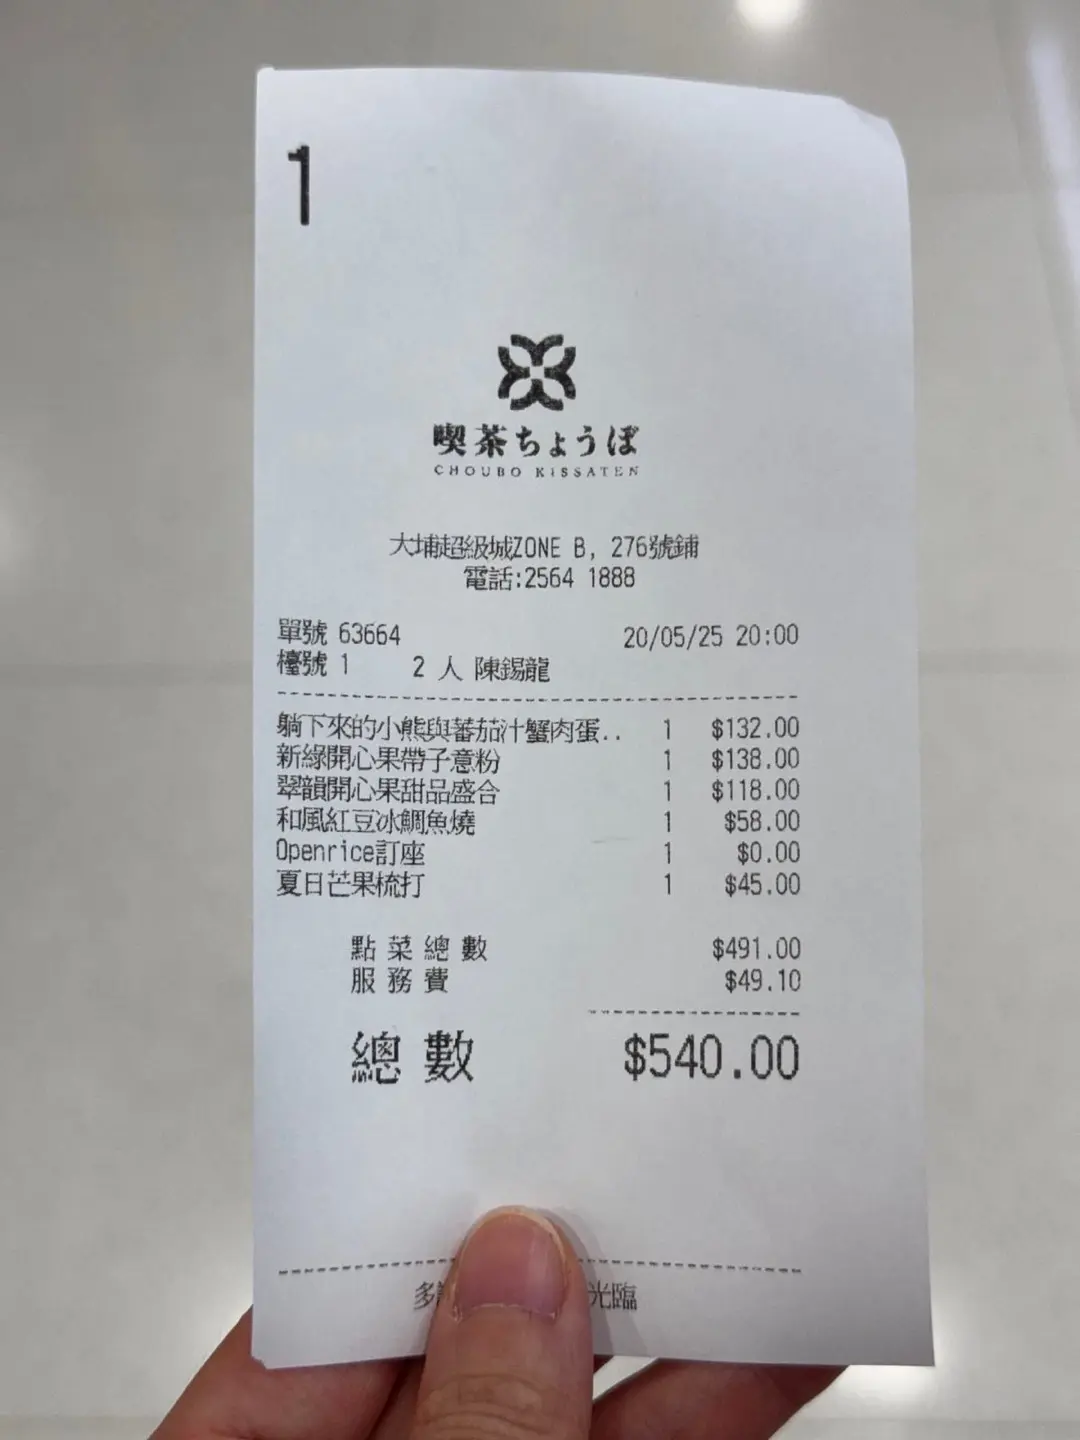 1
喫茶ちょうぼ
CHOUBO KISSATEN
大埔超級城ZONE B, 276號鋪
電話:2564 1888
單號 63664 20/05/25 20:00
檯號 1 2 人 陳錫龍
躺下來的小熊與蕃茄汁蟹肉蛋.. 1 $132.00
新綠開心果帶子意粉 1 $138.00
翠韻開心果甜品盛合 1 $118.00
和風紅豆冰鯛魚燒 1 $58.00
Openrice訂座 1 $0.00
夏日芒果梳打 1 $45.00
點菜總數 $491.00
服務費 $49.10
總數 $540.00
多 光臨